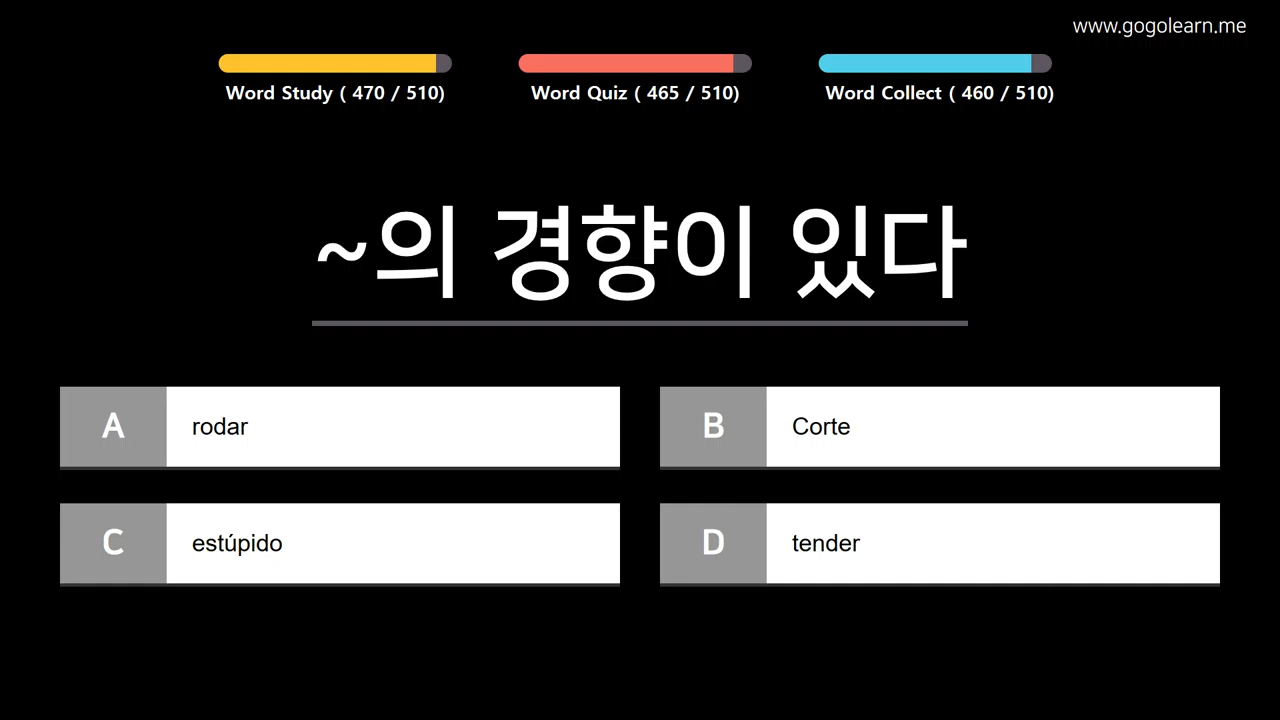 www.gogolearn.me
Word Study ( 470 / 510)
Word Quiz ( 465 / 510)
Word Collect ( 460 / 510)
~의 경향이 있다
A rodar
B Corte
C estúpido
D tender